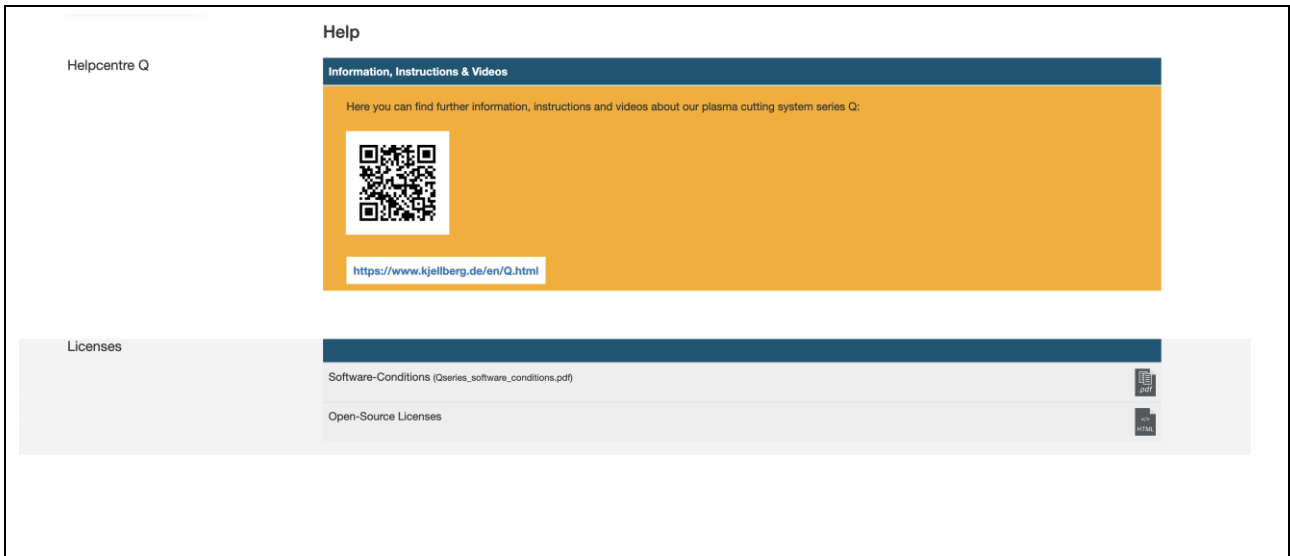 Help
Helpcentre Q
Information, Instructions & Videos
Here you can find further information, instructions and videos about our plasma cutting system series Q:
https://www.kjellberg.de/en/Q.html
Licenses
Software-Conditions (Qseries_software_conditions.pdf)
.pdf
Open-Source Licenses
</>
HTML